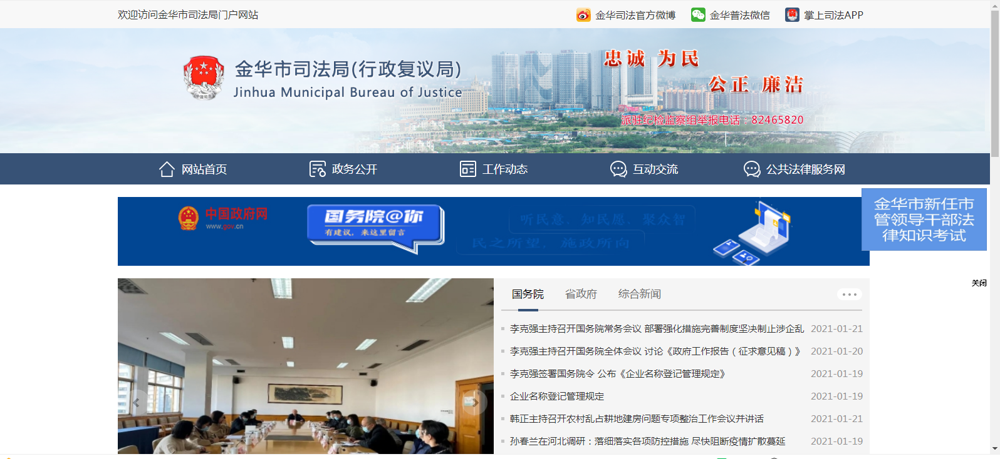 欢迎访问金华市司法局门户网站
金华司法官方微博
金华普法微信
掌上司法APP
金华市司法局(行政复议局)
Jinhua Municipal Bureau of Justice
忠诚 为民
公正 廉洁
派驻纪检监察组举报电话：82465820
网站首页
政务公开
工作动态
互动交流
公共法律服务网
中国政府网
www.gov.cn
国务院@你
有建议，来这里留言
听民意、知民愿、聚众智
民之所望，施政所向
金华市新任市
管领导干部法
律知识考试
关闭
国务院
省政府
综合新闻
李克强主持召开国务院常务会议 部署强化措施完善制度坚决制止涉企乱 2021-01-21
李克强主持召开国务院全体会议 讨论《政府工作报告（征求意见稿）》 2021-01-20
李克强签署国务院令 公布《企业名称登记管理规定》 2021-01-19
企业名称登记管理规定 2021-01-19
韩正主持召开农村乱占耕地建房问题专项整治工作会议并讲话 2021-01-21
孙春兰在河北调研：落细落实各项防控措施 尽快阻断疫情扩散蔓延 2021-01-19